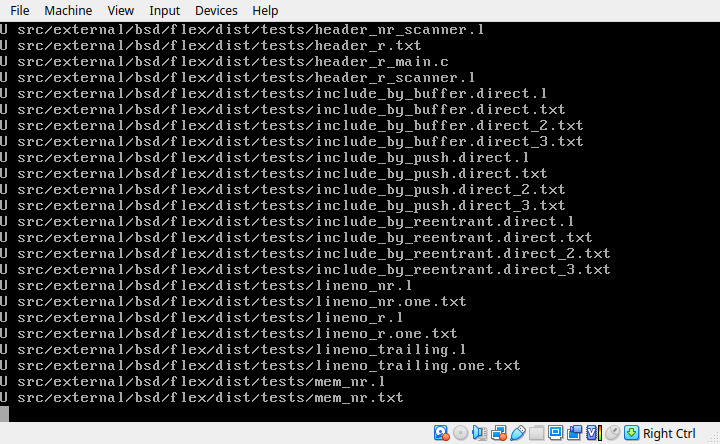 File Machine View Input Devices Help
U src/external/bsd/flex/dist/tests/header_nr_scanner.l
U src/external/bsd/flex/dist/tests/header_r.txt
U src/external/bsd/flex/dist/tests/header_r_main.c
U src/external/bsd/flex/dist/tests/header_r_scanner.l
U src/external/bsd/flex/dist/tests/include_by_buffer.direct.l
U src/external/bsd/flex/dist/tests/include_by_buffer.direct.txt
U src/external/bsd/flex/dist/tests/include_by_buffer.direct_2.txt
U src/external/bsd/flex/dist/tests/include_by_buffer.direct_3.txt
U src/external/bsd/flex/dist/tests/include_by_push.direct.l
U src/external/bsd/flex/dist/tests/include_by_push.direct.txt
U src/external/bsd/flex/dist/tests/include_by_push.direct_2.txt
U src/external/bsd/flex/dist/tests/include_by_push.direct_3.txt
U src/external/bsd/flex/dist/tests/include_by_reentrant.direct.l
U src/external/bsd/flex/dist/tests/include_by_reentrant.direct.txt
U src/external/bsd/flex/dist/tests/include_by_reentrant.direct_2.txt
U src/external/bsd/flex/dist/tests/include_by_reentrant.direct_3.txt
U src/external/bsd/flex/dist/tests/lineno_nr.l
U src/external/bsd/flex/dist/tests/lineno_nr.one.txt
U src/external/bsd/flex/dist/tests/lineno_r.l
U src/external/bsd/flex/dist/tests/lineno_r.one.txt
U src/external/bsd/flex/dist/tests/lineno_trailing.l
U src/external/bsd/flex/dist/tests/lineno_trailing.one.txt
U src/external/bsd/flex/dist/tests/mem_nr.l
U src/external/bsd/flex/dist/tests/mem_nr.txt
Right Ctrl